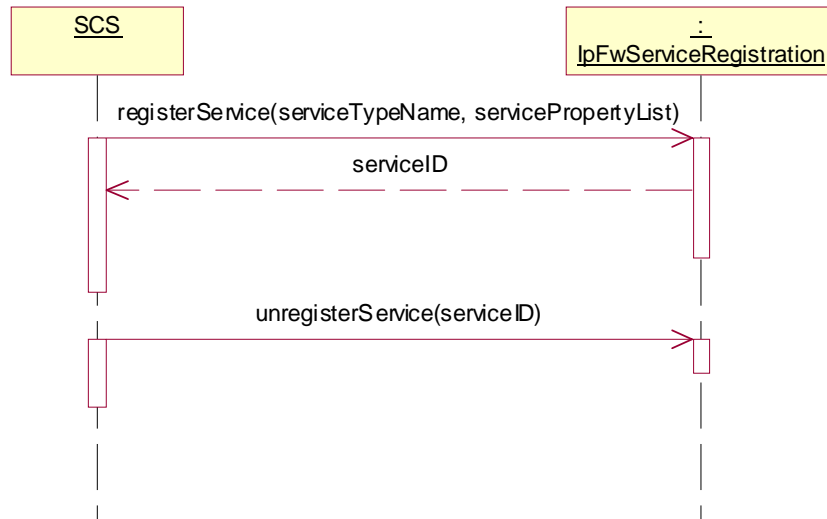 SCS
:
IpFwServiceRegistration
registerService(serviceTypeName, servicePropertyList)
serviceID
unregisterService(serviceID)